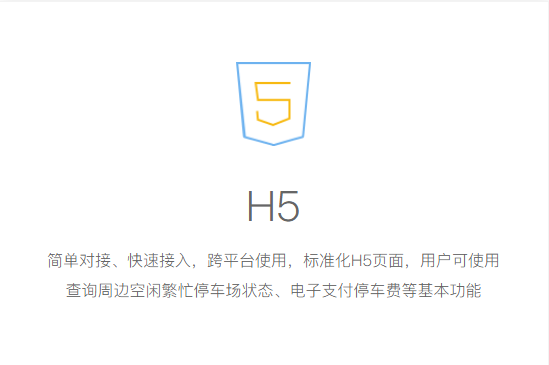 5
H5
简单对接、快速接入，跨平台使用，标准化H5页面，用户可使用
查询周边空闲繁忙停车场状态、电子支付停车费等基本功能